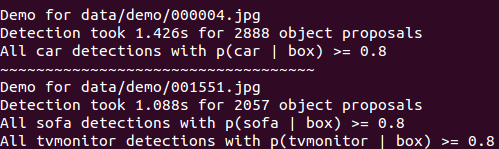 Demo for data/demo/000004.jpg
Detection took 1.426s for 2888 object proposals
All car detections with p(car | box) >= 0.8
~~~~~~~~~~~~~~~~~~~~~~~~~~~~~~~~~~~
Demo for data/demo/001551.jpg
Detection took 1.088s for 2057 object proposals
All sofa detections with p(sofa | box) >= 0.8
All tvmonitor detections with p(tvmonitor | box) >= 0.8